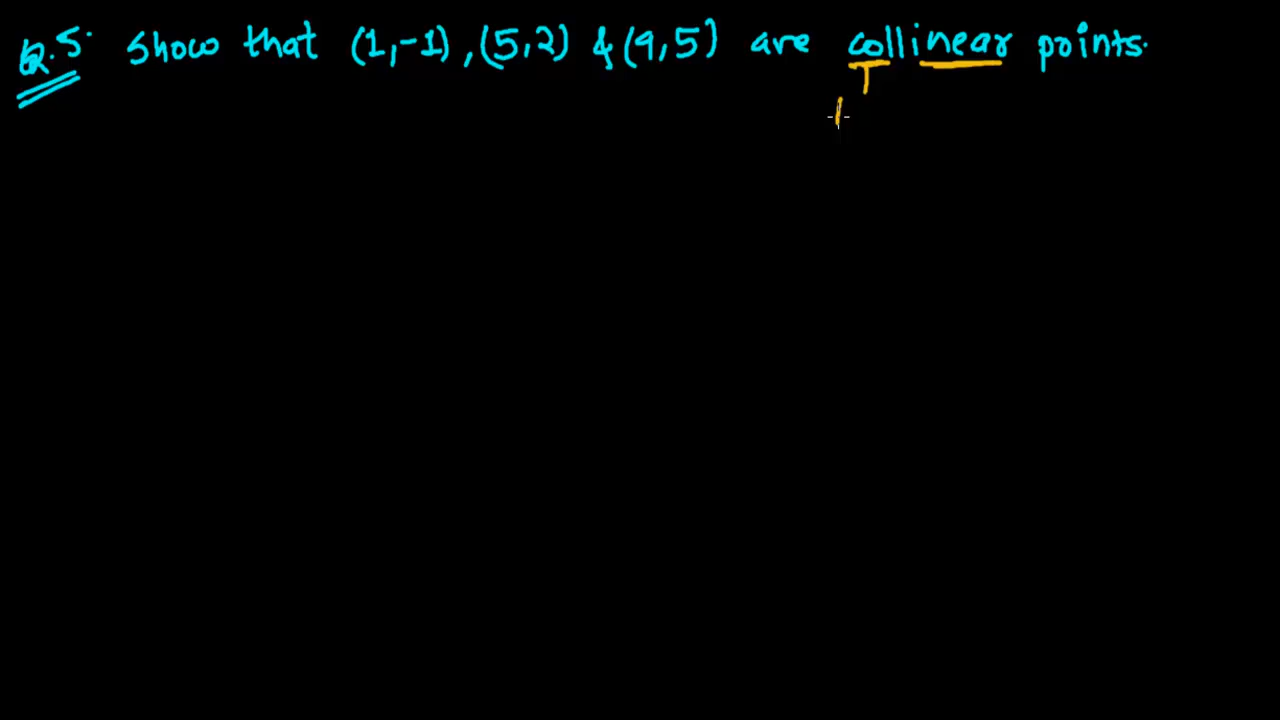 Q.5. Show that (1,-1), (5,2) & (9,5) are collinear points.